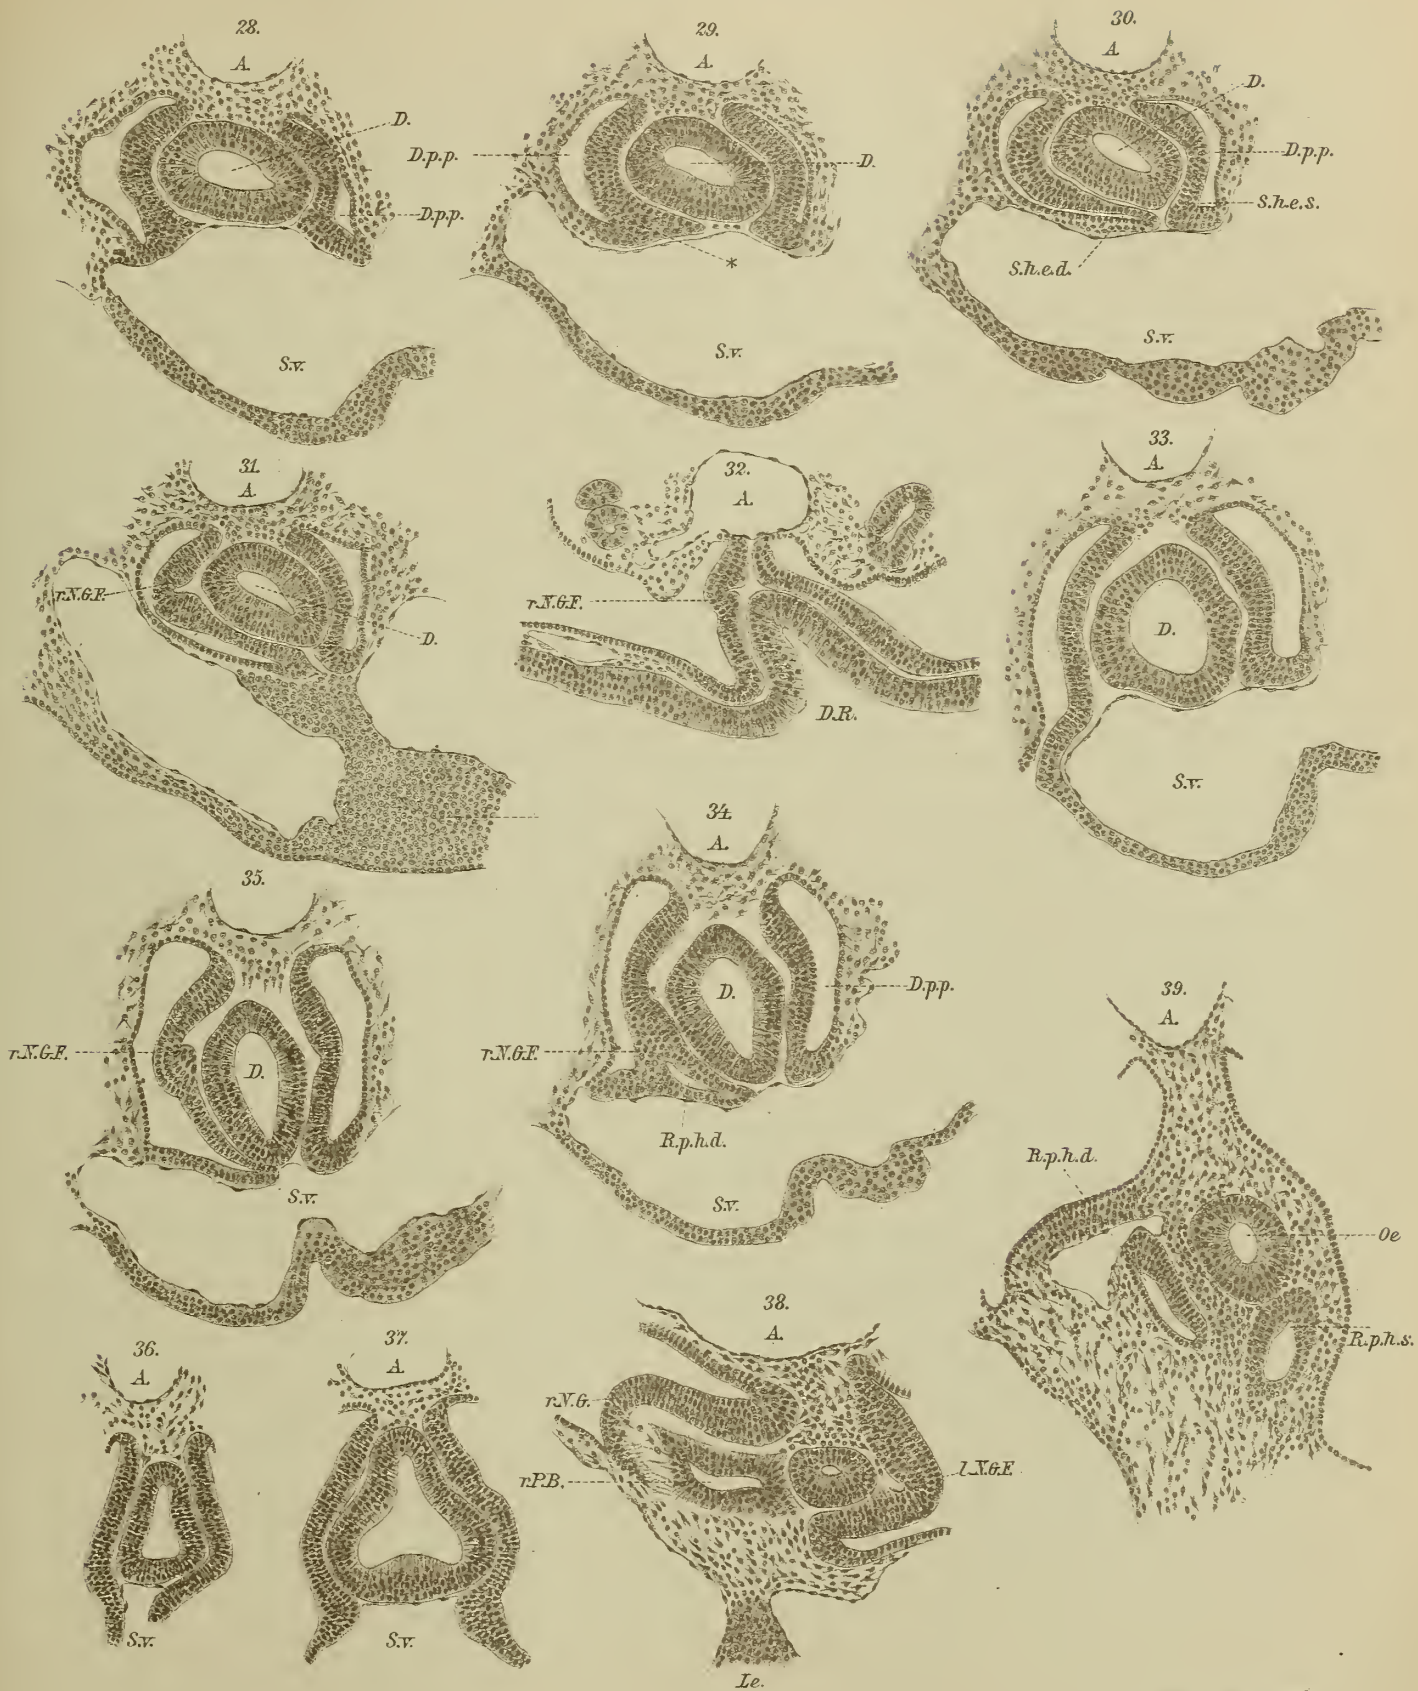 28.
A.
D.
D.p.p.
29.
A.
D.p.p.
D.
*
S.v.
S.v.
30.
A.
D.
D.p.p.
S.h.e.s.
S.h.e.d.
S.v.
31.
A.
r.N.G.F.
D.
32.
A.
r.N.G.F.
D.R.
33.
A.
D.
S.v.
34.
A.
D.
D.p.p.
r.N.G.F.
R.p.h.d.
S.v.
35.
r.N.G.F.
D.
S.v.
36.
A.
S.v.
37.
A.
S.v.
38.
A.
r.N.G.
r.P.B.
l.N.G.F.
Le.
39.
A.
R.p.h.d.
Oe
R.p.h.s.